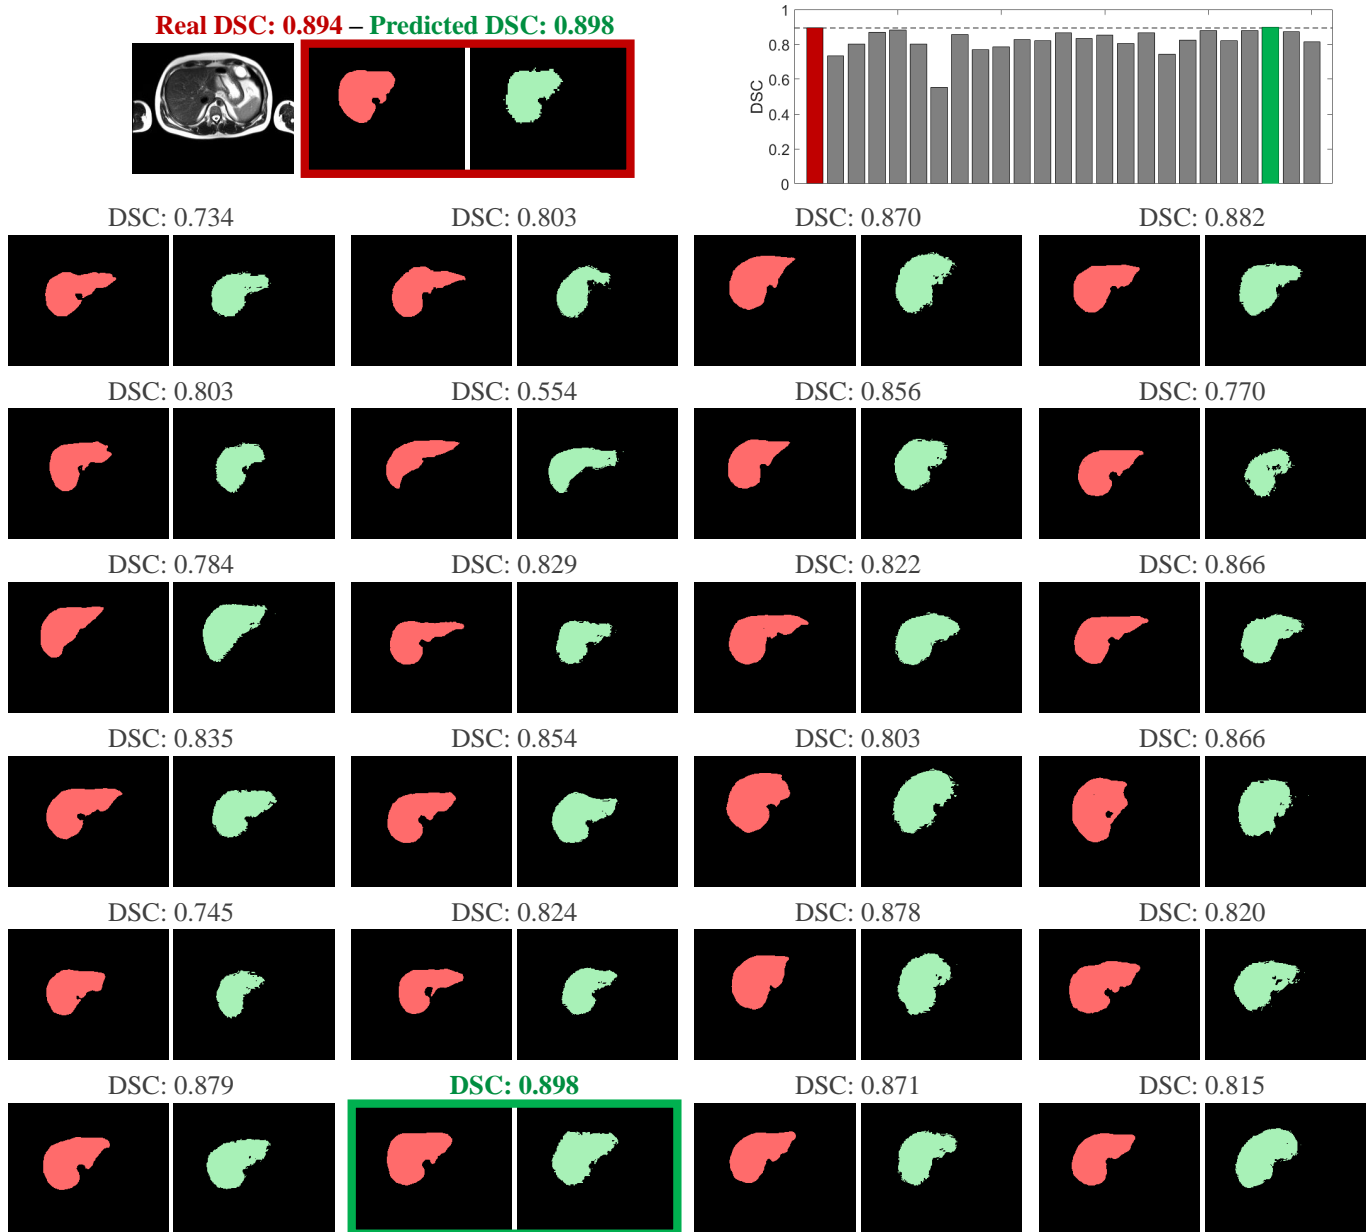 Real DSC: 0.894 – Predicted DSC: 0.898
1
0.8
0.6
0.4
0.2
0
DSC
DSC: 0.734 DSC: 0.803 DSC: 0.870 DSC: 0.882
DSC: 0.803 DSC: 0.554 DSC: 0.856 DSC: 0.770
DSC: 0.784 DSC: 0.829 DSC: 0.822 DSC: 0.866
DSC: 0.835 DSC: 0.854 DSC: 0.803 DSC: 0.866
DSC: 0.745 DSC: 0.824 DSC: 0.878 DSC: 0.820
DSC: 0.879 DSC: 0.898 DSC: 0.871 DSC: 0.815